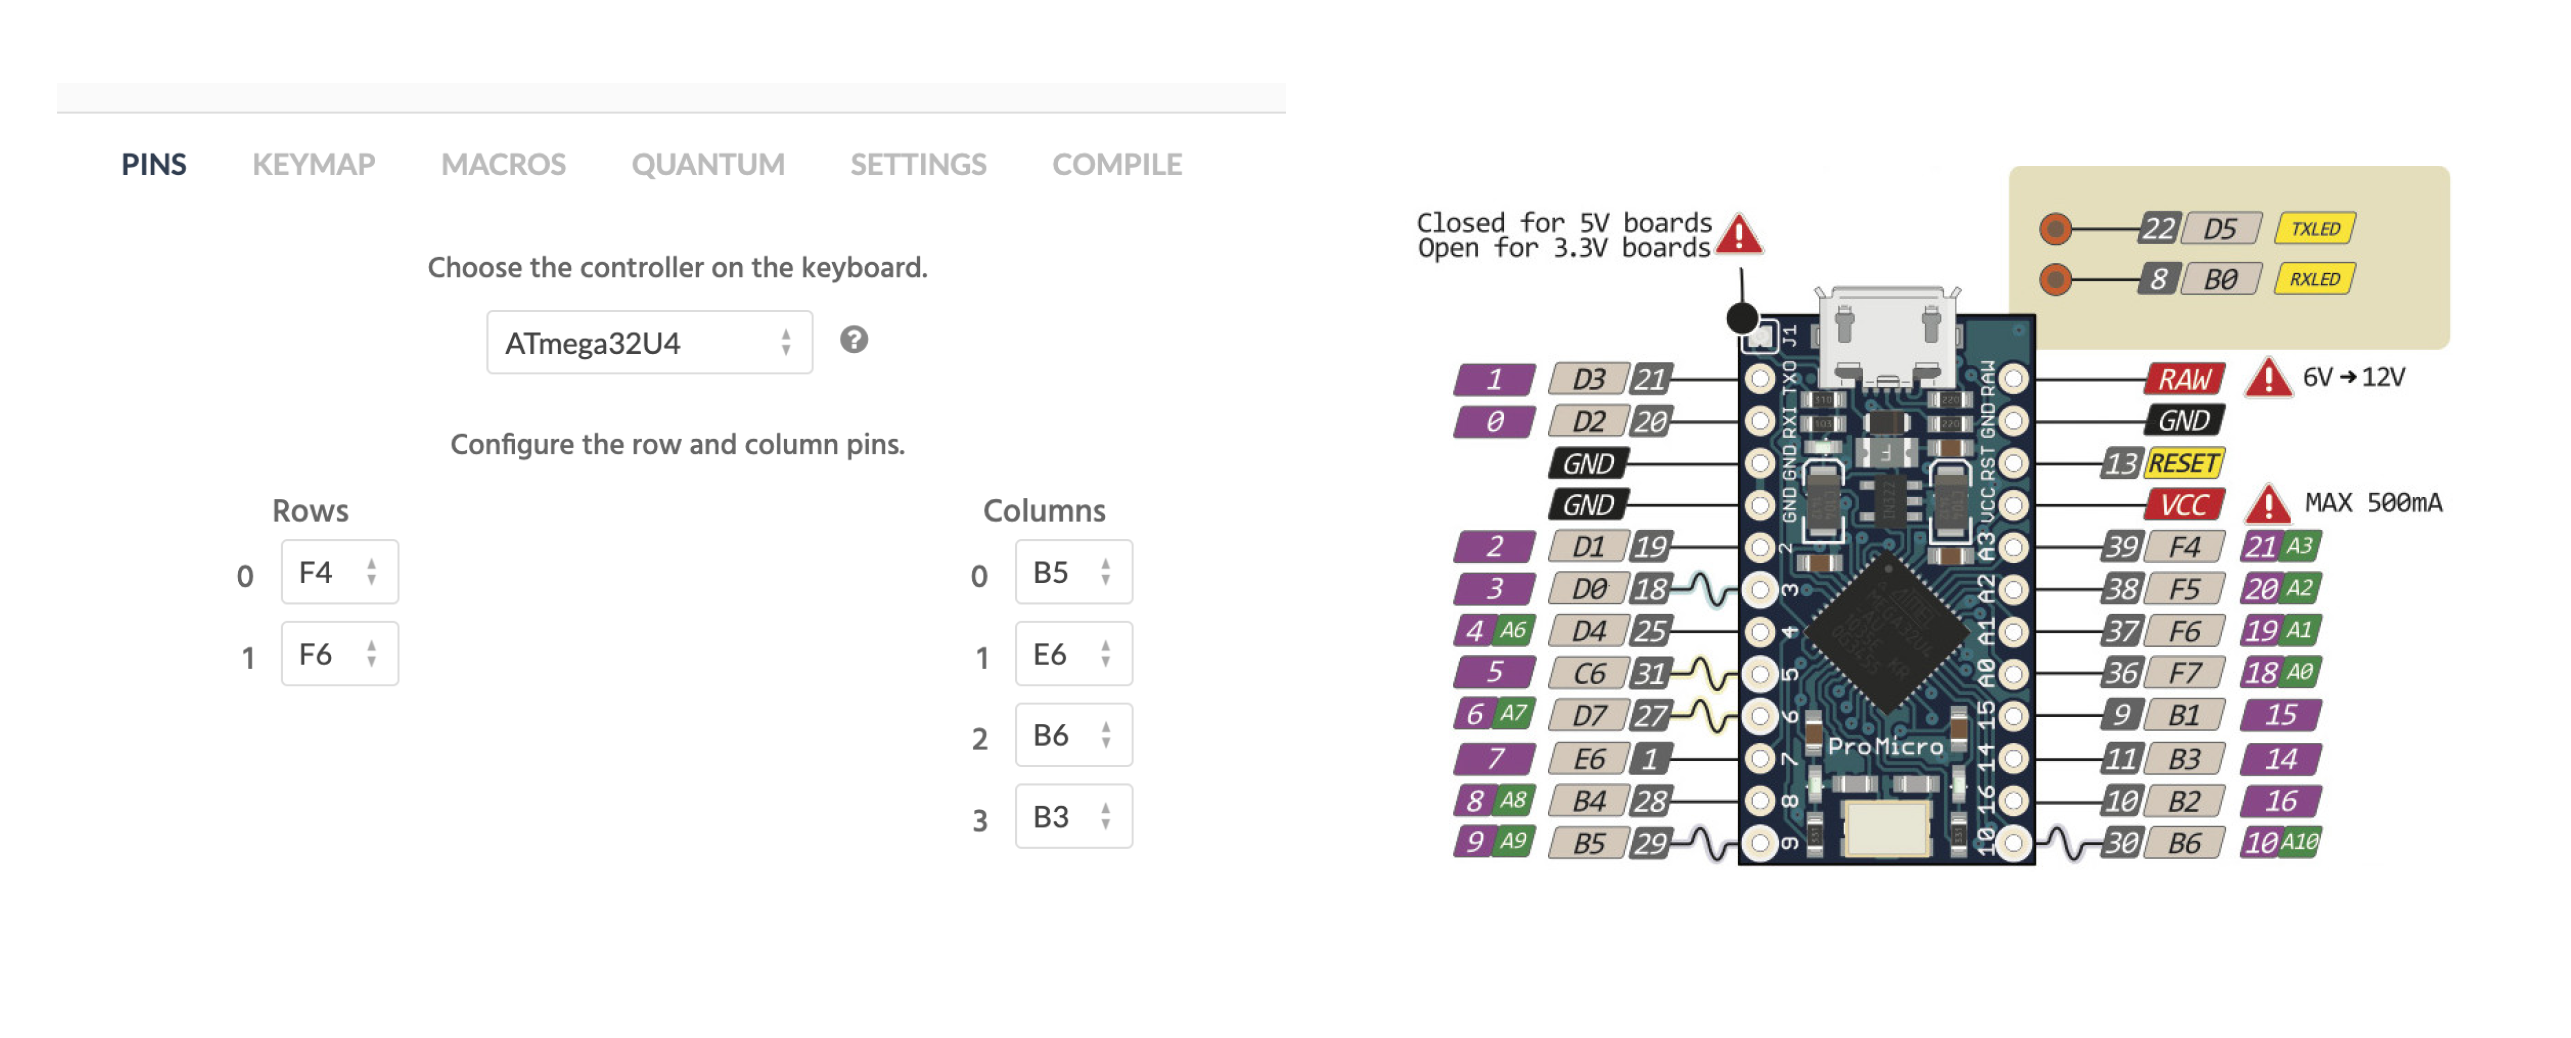 PINS KEYMAP MACROS QUANTUM SETTINGS COMPILE
Choose the controller on the keyboard.
ATmega32U4 ?
Configure the row and column pins.
Rows Columns
0 F4 0 B5
1 F6 1 E6
2 B6
3 B3
Closed for 5V boards
Open for 3.3V boards
22 D5 TXLED
8 B0 RXLED
J1
1 D3 21 TXO RAW RAW 6V→12V
0 D2 20 RXI GND GND
GND GND RST 13 RESET
GND GND VCC VCC MAX 500mA
2 D1 19 2 A3 39 F4 21 A3
3 D0 18 3 A2 38 F5 20 A2
4 A6 D4 25 4 A1 37 F6 19 A1
5 C6 31 5 A0 36 F7 18 A0
6 A7 D7 27 6 15 9 B1 15
ProMicro
7 E6 1 7 14 11 B3 14
8 A8 B4 28 8 16 10 B2 16
9 A9 B5 29 9 10 30 B6 10 A10